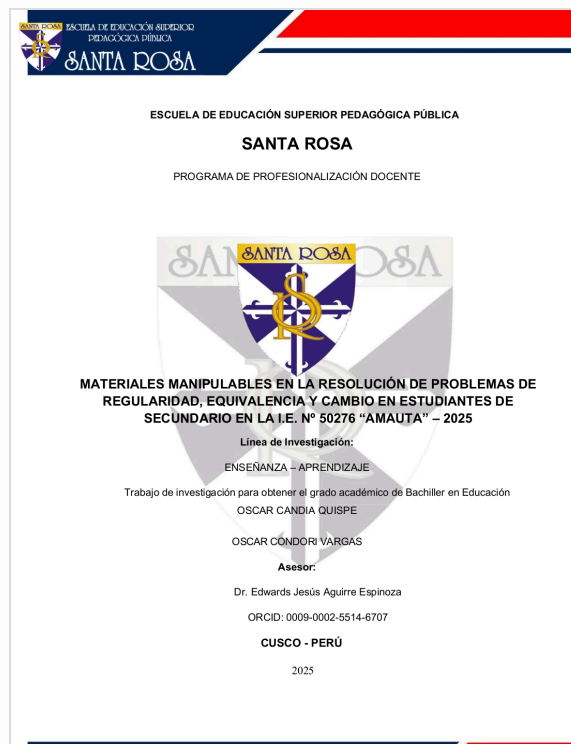 SANTA ROSA
ESCUELA DE EDUCACIÓN SUPERIOR
PEDAGÓGICA PÚBLICA
SANTA ROSA
ESCUELA DE EDUCACIÓN SUPERIOR PEDAGÓGICA PÚBLICA
SANTA ROSA
PROGRAMA DE PROFESIONALIZACIÓN DOCENTE
SANTA ROSA
MATERIALES MANIPULABLES EN LA RESOLUCIÓN DE PROBLEMAS DE
REGULARIDAD, EQUIVALENCIA Y CAMBIO EN ESTUDIANTES DE
SECUNDARIO EN LA I.E. Nº 50276 “AMAUTA” – 2025
Línea de Investigación:
ENSEÑANZA – APRENDIZAJE
Trabajo de investigación para obtener el grado académico de Bachiller en Educación
OSCAR CANDIA QUISPE
OSCAR CONDORI VARGAS
Asesor:
Dr. Edwards Jesús Aguirre Espinoza
ORCID: 0009-0002-5514-6707
CUSCO - PERÚ
2025